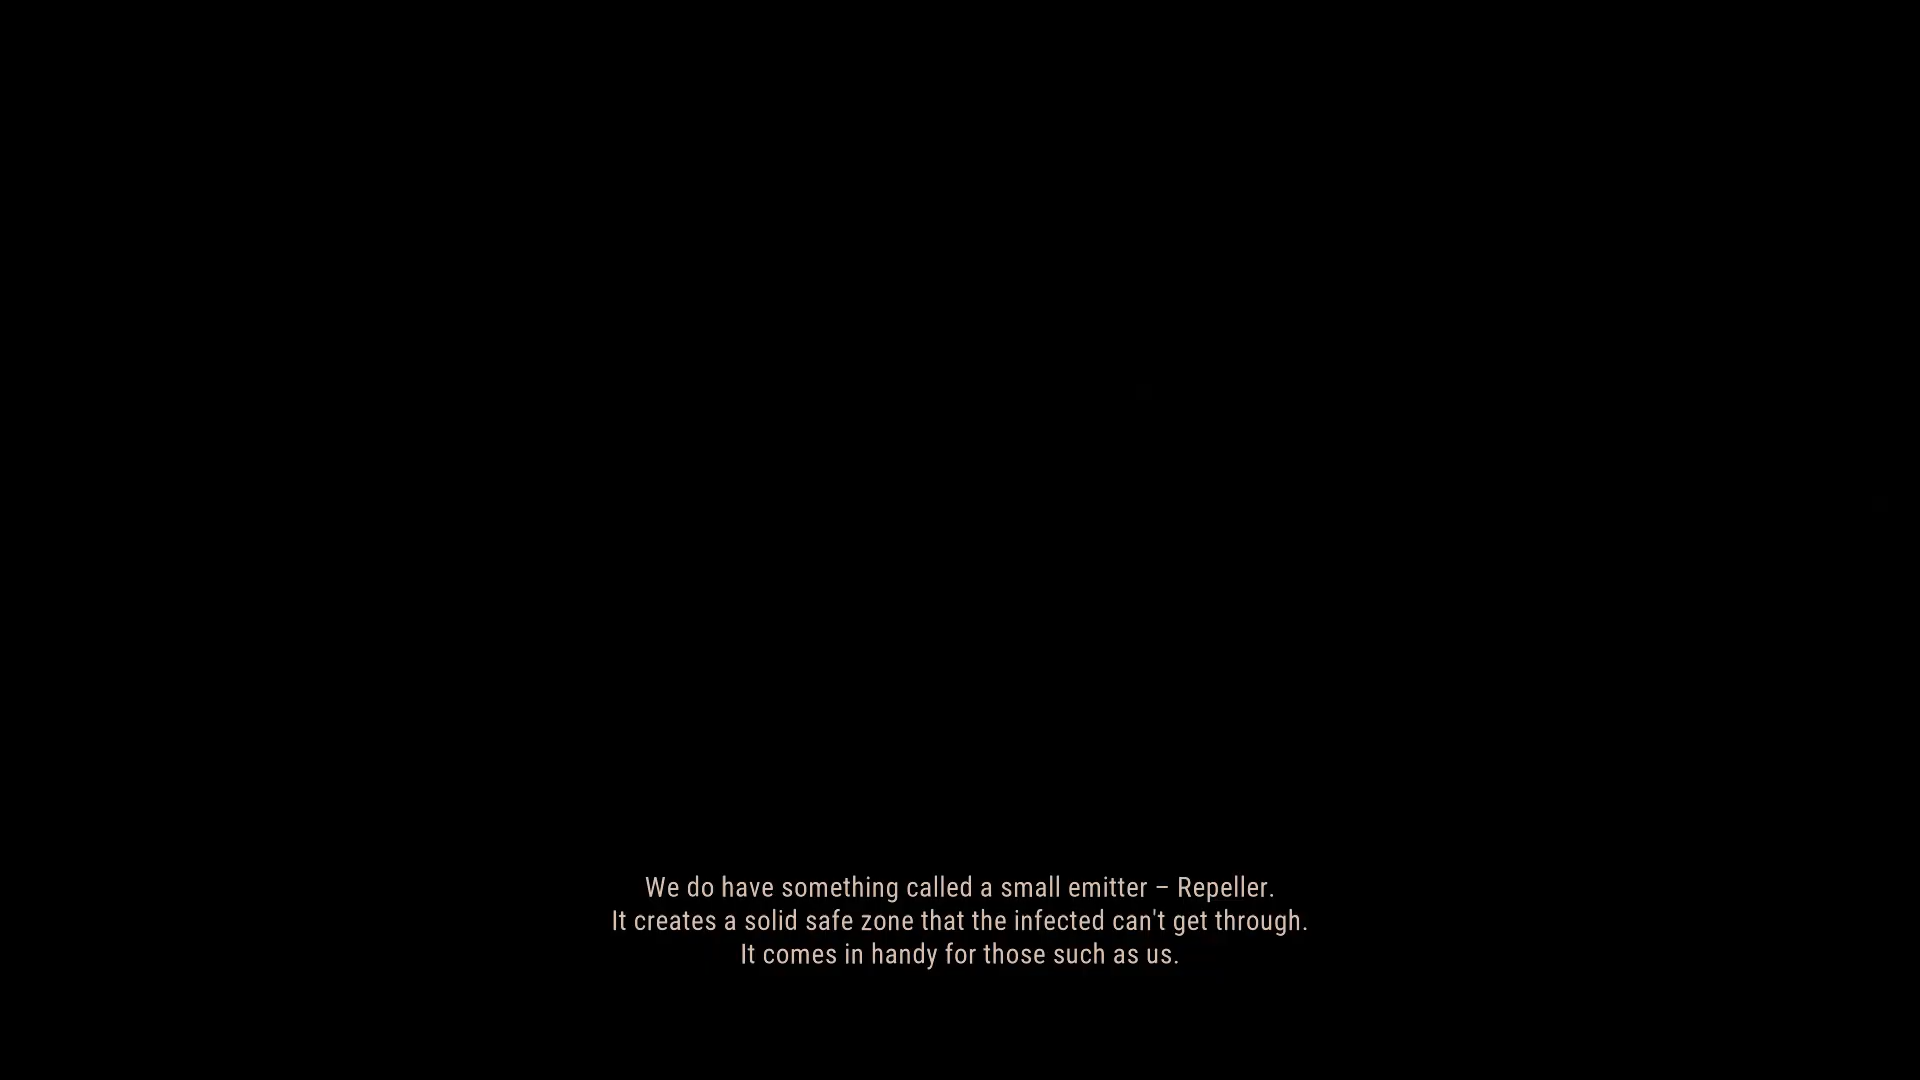 We do have something called a small emitter – Repeller.
It creates a solid safe zone that the infected can't get through.
It comes in handy for those such as us.